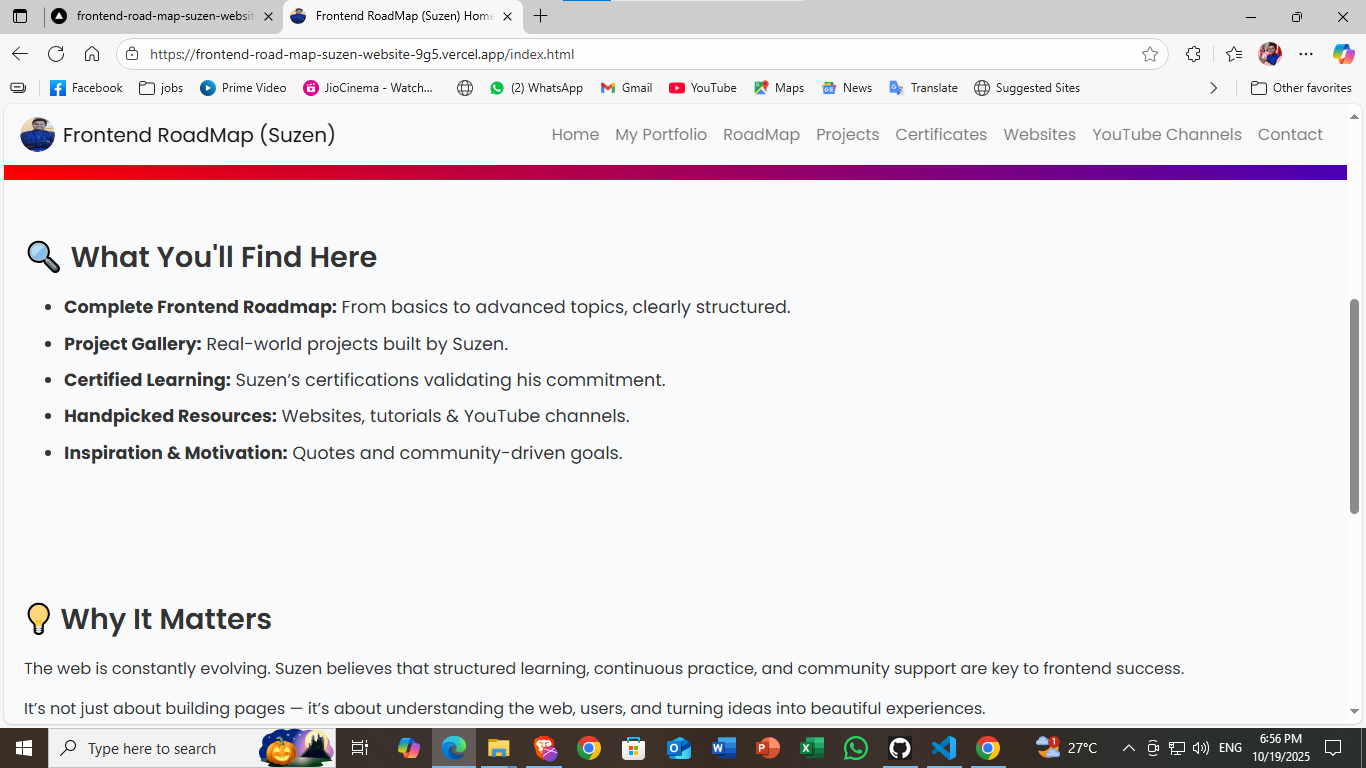 frontend-road-map-suzen-websit
Frontend RoadMap (Suzen) Home
https://frontend-road-map-suzen-website-9g5.vercel.app/index.html
Facebook jobs Prime Video JioCinema - Watch... (2) WhatsApp Gmail YouTube Maps News Translate Suggested Sites Other favorites
Frontend RoadMap (Suzen) Home My Portfolio RoadMap Projects Certificates Websites YouTube Channels Contact
What You'll Find Here
• Complete Frontend Roadmap: From basics to advanced topics, clearly structured.
• Project Gallery: Real-world projects built by Suzen.
• Certified Learning: Suzen’s certifications validating his commitment.
• Handpicked Resources: Websites, tutorials & YouTube channels.
• Inspiration & Motivation: Quotes and community-driven goals.
Why It Matters
The web is constantly evolving. Suzen believes that structured learning, continuous practice, and community support are key to frontend success.
It’s not just about building pages — it’s about understanding the web, users, and turning ideas into beautiful experiences.
Type here to search
1
27°C
ENG
6:56 PM
10/19/2025